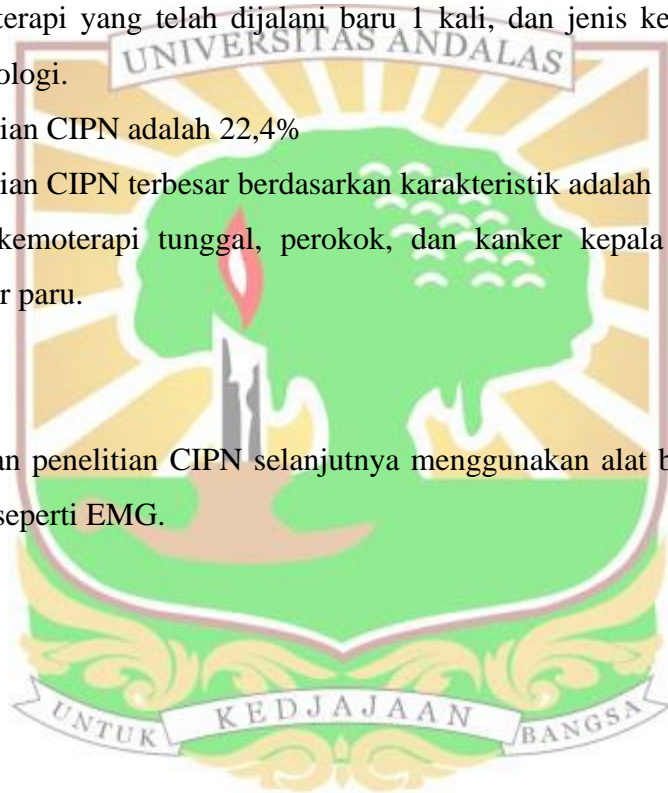 terapi yang telah dijalani baru 1 kali, dan jenis ke
UNIVERSITAS ANDALAS
ologi.
ian CIPN adalah 22,4%
ian CIPN terbesar berdasarkan karakteristik adalah
kemoterapi tunggal, perokok, dan kanker kepala
r paru.
an penelitian CIPN selanjutnya menggunakan alat b
seperti EMG.
UNTUK KEDJAJAAN BANGSA